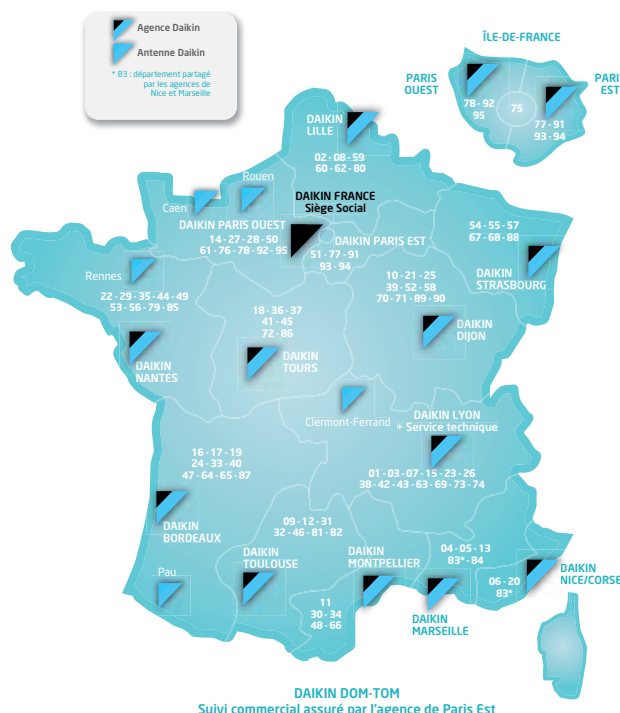 Agence Daikin
Antenne Daikin
* 83 : département partagé
par les agences de
Nice et Marseille
ÎLE-DE-FRANCE
PARIS
OUEST
PARIS
EST
78 - 92
95
75
77 - 91
93 - 94
DAIKIN
LILLE
02 - 08 - 59
60 - 62 - 80
Rouen
Caen
DAIKIN FRANCE
Siège Social
DAIKIN PARIS OUEST
14 - 27 - 28 - 50
61 - 76 - 78 - 92 - 95
DAIKIN PARIS EST
51 - 77 - 91
93 - 94
54 - 55 - 57
67 - 68 - 88
DAIKIN
STRASBOURG
Rennes
22 - 29 - 35 - 44 - 49
53 - 56 - 79 - 85
10 - 21 - 25
39 - 52 - 58
70 - 71 - 89 - 90
18 - 36 - 37
41 - 45
72 - 86
DAIKIN
DIJON
DAIKIN
NANTES
DAIKIN
TOURS
Clermont-Ferrand
DAIKIN LYON
+ Service technique
16 - 17 - 19
24 - 33 - 40
47 - 64 - 65 - 87
01 - 03 - 07 - 15 - 23 - 26
38 - 42 - 43 - 63 - 69 - 73 - 74
DAIKIN
BORDEAUX
09 - 12 - 31
32 - 46 - 81 - 82
DAIKIN
TOULOUSE
DAIKIN
MONTPELLIER
04 - 05 - 13
83* - 84
Pau
06 - 20
83*
DAIKIN
NICE/CORSE
11
30 - 34
48 - 66
DAIKIN
MARSEILLE
DAIKIN DOM-TOM
Suivi commercial assuré par l'agence de Paris Est